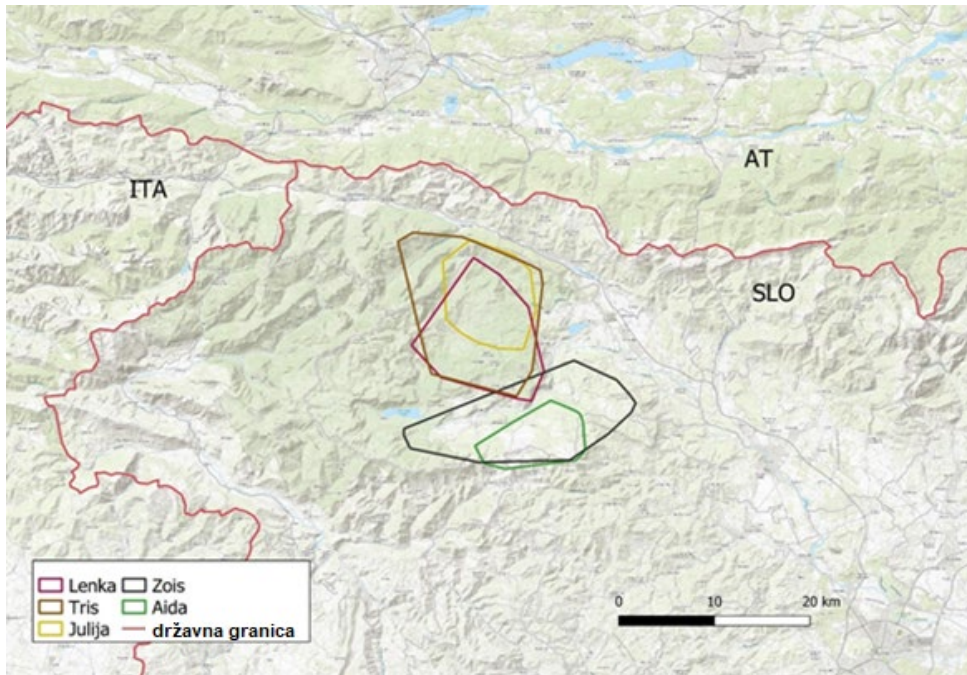 AT
ITA
SLO
Lenka
Zois
Tris
Aida
Julija
državna granica
0 10 20 km